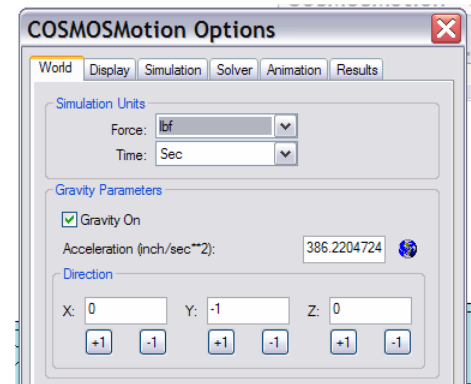 COSMOSMotion Options
World Display Simulation Solver Animation Results
Simulation Units
Force: lbf
Time: Sec
Gravity Parameters
Gravity On
Acceleration (inch/sec**2): 386.2204724
Direction
X: 0 Y: -1 Z: 0
+1 -1 +1 -1 +1 -1